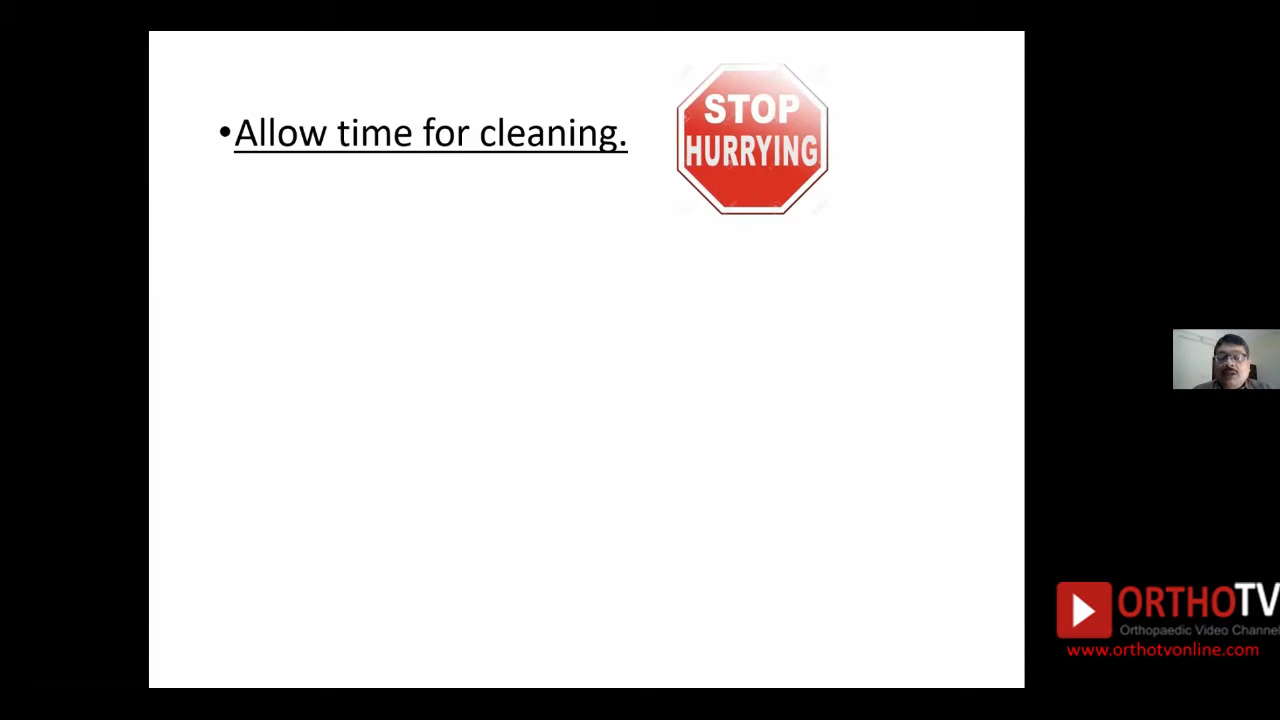 •Allow time for cleaning.
STOP
HURRYING
ORTHOTV
Orthopaedic Video Channel
www.orthotvonline.com